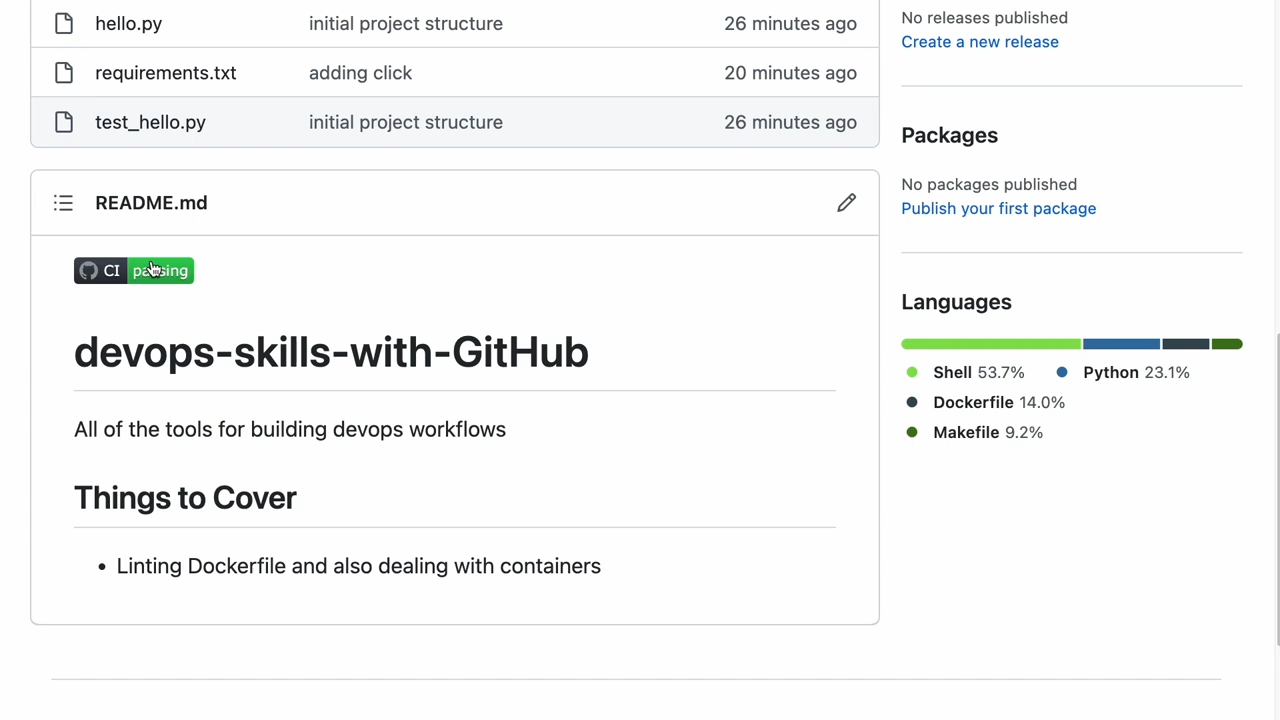 hello.py initial project structure 26 minutes ago
requirements.txt adding click 20 minutes ago
test_hello.py initial project structure 26 minutes ago
README.md
CI passing
devops-skills-with-GitHub
All of the tools for building devops workflows
Things to Cover
• Linting Dockerfile and also dealing with containers
No releases published
Create a new release
Packages
No packages published
Publish your first package
Languages
Shell 53.7% Python 23.1%
Dockerfile 14.0%
Makefile 9.2%